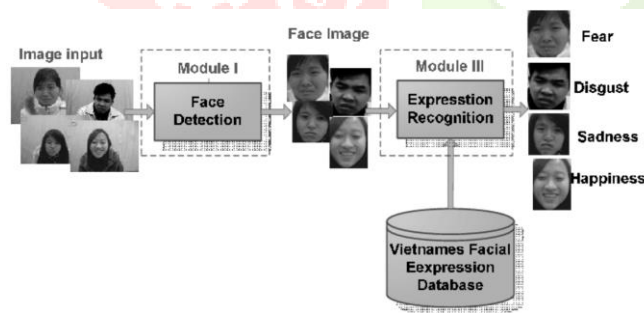 Image input
Module I
Face
Detection
Face Image
Module III
Expresstion
Recognition
Fear
Disgust
Sadness
Happiness
Vietnames Facial
Eexpression
Database